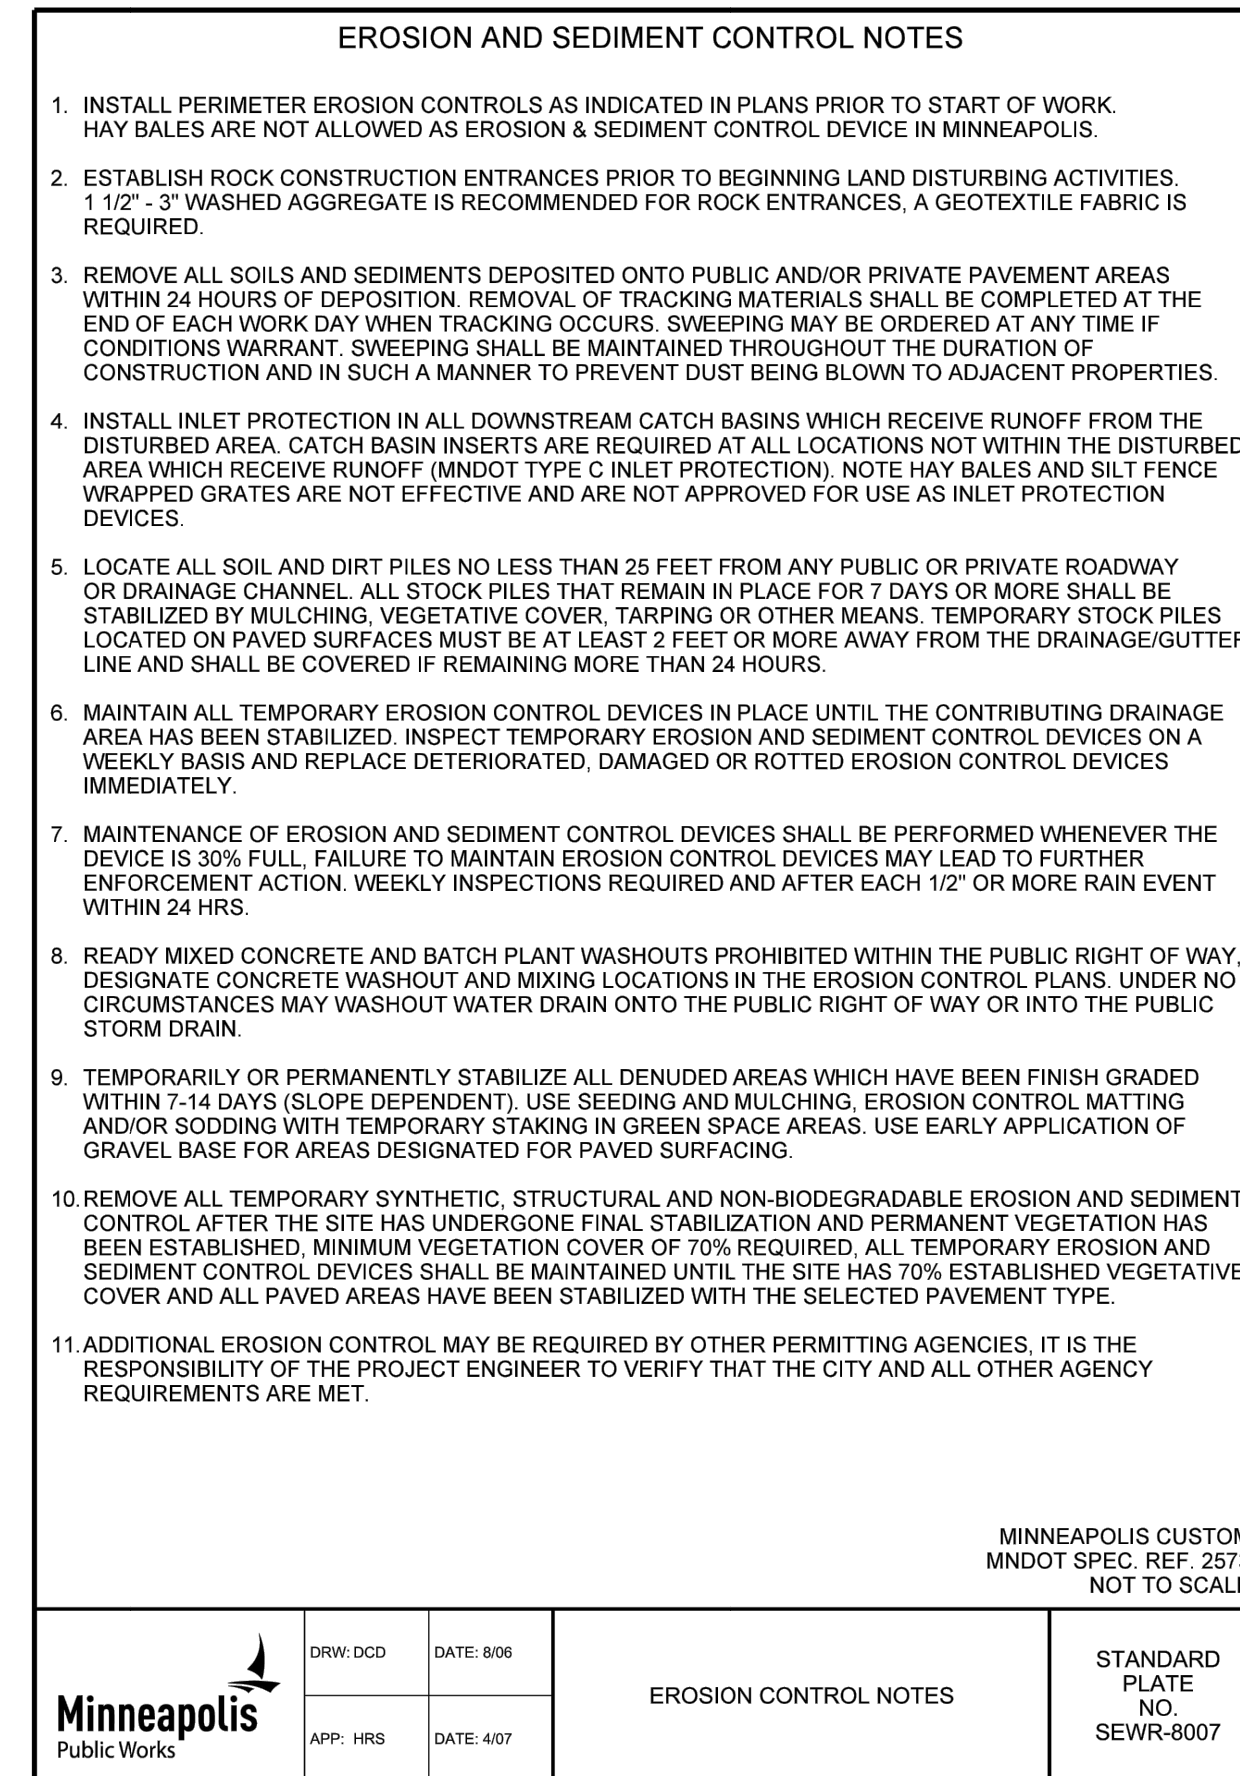 EROSION AND SEDIMENT CONTROL NOTES
1. INSTALL PERIMETER EROSION CONTROLS AS INDICATED IN PLANS PRIOR TO START OF WORK.
HAY BALES ARE NOT ALLOWED AS EROSION & SEDIMENT CONTROL DEVICE IN MINNEAPOLIS.
2. ESTABLISH ROCK CONSTRUCTION ENTRANCES PRIOR TO BEGINNING LAND DISTURBING ACTIVITIES.
1 1/2" - 3" WASHED AGGREGATE IS RECOMMENDED FOR ROCK ENTRANCES, A GEOTEXTILE FABRIC IS
REQUIRED.
3. REMOVE ALL SOILS AND SEDIMENTS DEPOSITED ONTO PUBLIC AND/OR PRIVATE PAVEMENT AREAS
WITHIN 24 HOURS OF DEPOSITION. REMOVAL OF TRACKING MATERIALS SHALL BE COMPLETED AT THE
END OF EACH WORK DAY WHEN TRACKING OCCURS. SWEEPING MAY BE ORDERED AT ANY TIME IF
CONDITIONS WARRANT. SWEEPING SHALL BE MAINTAINED THROUGHOUT THE DURATION OF
CONSTRUCTION AND IN SUCH A MANNER TO PREVENT DUST BEING BLOWN TO ADJACENT PROPERTIES.
4. INSTALL INLET PROTECTION IN ALL DOWNSTREAM CATCH BASINS WHICH RECEIVE RUNOFF FROM THE
DISTURBED AREA. CATCH BASIN INSERTS ARE REQUIRED AT ALL LOCATIONS NOT WITHIN THE DISTURBED
AREA WHICH RECEIVE RUNOFF (MNDOT TYPE C INLET PROTECTION). NOTE HAY BALES AND SILT FENCE
WRAPPED GRATES ARE NOT EFFECTIVE AND ARE NOT APPROVED FOR USE AS INLET PROTECTION
DEVICES.
5. LOCATE ALL SOIL AND DIRT PILES NO LESS THAN 25 FEET FROM ANY PUBLIC OR PRIVATE ROADWAY
OR DRAINAGE CHANNEL. ALL STOCK PILES THAT REMAIN IN PLACE FOR 7 DAYS OR MORE SHALL BE
STABILIZED BY MULCHING, VEGETATIVE COVER, TARPING OR OTHER MEANS. TEMPORARY STOCK PILES
LOCATED ON PAVED SURFACES MUST BE AT LEAST 2 FEET OR MORE AWAY FROM THE DRAINAGE/GUTTER
LINE AND SHALL BE COVERED IF REMAINING MORE THAN 24 HOURS.
6. MAINTAIN ALL TEMPORARY EROSION CONTROL DEVICES IN PLACE UNTIL THE CONTRIBUTING DRAINAGE
AREA HAS BEEN STABILIZED. INSPECT TEMPORARY EROSION AND SEDIMENT CONTROL DEVICES ON A
WEEKLY BASIS AND REPLACE DETERIORATED, DAMAGED OR ROTTED EROSION CONTROL DEVICES
IMMEDIATELY.
7. MAINTENANCE OF EROSION AND SEDIMENT CONTROL DEVICES SHALL BE PERFORMED WHENEVER THE
DEVICE IS 30% FULL, FAILURE TO MAINTAIN EROSION CONTROL DEVICES MAY LEAD TO FURTHER
ENFORCEMENT ACTION. WEEKLY INSPECTIONS REQUIRED AND AFTER EACH 1/2" OR MORE RAIN EVENT
WITHIN 24 HRS.
8. READY MIXED CONCRETE AND BATCH PLANT WASHOUTS PROHIBITED WITHIN THE PUBLIC RIGHT OF WAY,
DESIGNATE CONCRETE WASHOUT AND MIXING LOCATIONS IN THE EROSION CONTROL PLANS. UNDER NO
CIRCUMSTANCES MAY WASHOUT WATER DRAIN ONTO THE PUBLIC RIGHT OF WAY OR INTO THE PUBLIC
STORM DRAIN.
9. TEMPORARILY OR PERMANENTLY STABILIZE ALL DENUDED AREAS WHICH HAVE BEEN FINISH GRADED
WITHIN 7-14 DAYS (SLOPE DEPENDENT). USE SEEDING AND MULCHING, EROSION CONTROL MATTING
AND/OR SODDING WITH TEMPORARY STAKING IN GREEN SPACE AREAS. USE EARLY APPLICATION OF
GRAVEL BASE FOR AREAS DESIGNATED FOR PAVED SURFACING.
10. REMOVE ALL TEMPORARY SYNTHETIC, STRUCTURAL AND NON-BIODEGRADABLE EROSION AND SEDIMENT
CONTROL AFTER THE SITE HAS UNDERGONE FINAL STABILIZATION AND PERMANENT VEGETATION HAS
BEEN ESTABLISHED, MINIMUM VEGETATION COVER OF 70% REQUIRED, ALL TEMPORARY EROSION AND
SEDIMENT CONTROL DEVICES SHALL BE MAINTAINED UNTIL THE SITE HAS 70% ESTABLISHED VEGETATIVE
COVER AND ALL PAVED AREAS HAVE BEEN STABILIZED WITH THE SELECTED PAVEMENT TYPE.
11. ADDITIONAL EROSION CONTROL MAY BE REQUIRED BY OTHER PERMITTING AGENCIES, IT IS THE
RESPONSIBILITY OF THE PROJECT ENGINEER TO VERIFY THAT THE CITY AND ALL OTHER AGENCY
REQUIREMENTS ARE MET.
MINNEAPOLIS CUSTOM
MNDOT SPEC. REF. 257
NOT TO SCALE
Minneapolis
Public Works
DRW: DCD
DATE: 8/06
APP: HRS
DATE: 4/07
EROSION CONTROL NOTES
STANDARD
PLATE
NO.
SEWR-8007